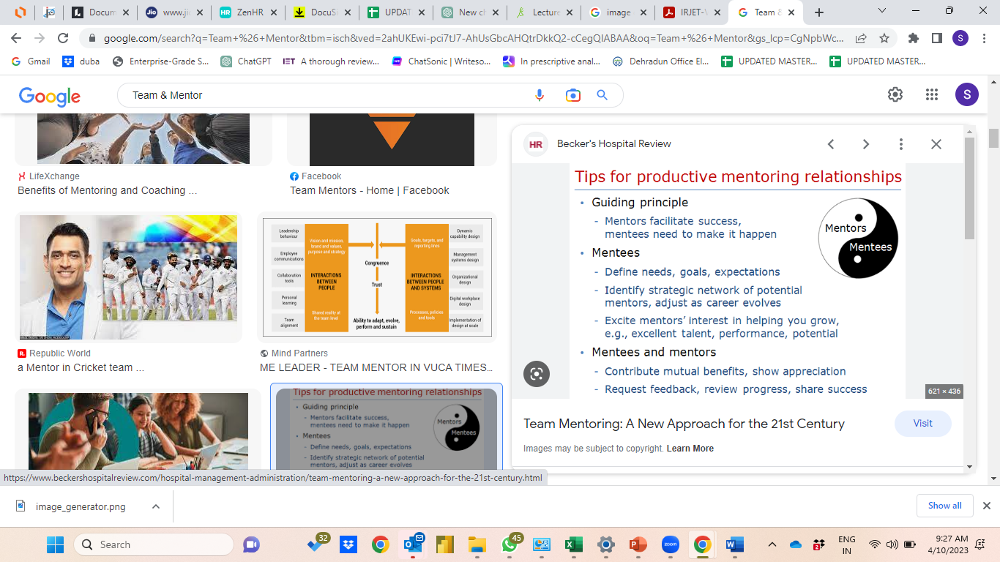 Docum
www.ji
ZenHR
DocuS
UPDAT
New ch
Lecture
image
IRJET-V
Team &
google.com/search?q=Team+%26+Mentor&tbm=isch&ved=2ahUKEwi-pci7tJ7-AhUsGbcAHQtrDkkQ2-cCegQIABAA&oq=Team+%26+Mentor&gs_lcp=CgNpbWc...
S
Gmail
duba
Enterprise-Grade S...
ChatGPT
IET A thorough review...
ChatSonic | Writeso...
In prescriptive anal...
Dehradun Office El...
UPDATED MASTER...
UPDATED MASTER...
Google
Team & Mentor
S
LifeXchange
Benefits of Mentoring and Coaching ...
Facebook
Team Mentors - Home | Facebook
Republic World
a Mentor in Cricket team ...
Leadership
behaviour
Employee
communications
Collaboration
tools
Personal
learning
Team
alignment
Vision and mission,
brand and values,
purpose and strategy
INTERACTIONS
BETWEEN
PEOPLE
Shared reality at
the team level
Congruence
Trust
Ability to adapt, evolve,
perform and sustain
Goals, targets, and
reporting lines
INTERACTIONS
BETWEEN PEOPLE
AND SYSTEMS
Processes, policies
and tools
Dynamic
capability design
Management
systems design
Organizational
design
Digital workplace
design
Implementation of
design at scale
Mind Partners
ME LEADER - TEAM MENTOR IN VUCA TIMES...
Tips for productive mentoring relationships
• Guiding principle
- Mentors facilitate success,
mentees need to make it happen
• Mentees
- Define needs, goals, expectations
- Identify strategic network of potential
mentors, adjust as career evolves
Mentors
Mentees
HR
Becker's Hospital Review
Tips for productive mentoring relationships
• Guiding principle
- Mentors facilitate success,
mentees need to make it happen
• Mentees
- Define needs, goals, expectations
- Identify strategic network of potential
mentors, adjust as career evolves
- Excite mentors' interest in helping you grow,
e.g., excellent talent, performance, potential
• Mentees and mentors
- Contribute mutual benefits, show appreciation
- Request feedback, review progress, share success
Mentors
Mentees
621 × 436
Team Mentoring: A New Approach for the 21st Century
Visit
Images may be subject to copyright. Learn More
https://www.beckershospitalreview.com/hospital-management-administration/team-mentoring-a-new-approach-for-the-21st-century.html
image_generator.png
Show all
Search
32
45
zoom
2
ENG
IN
9:27 AM
4/10/2023